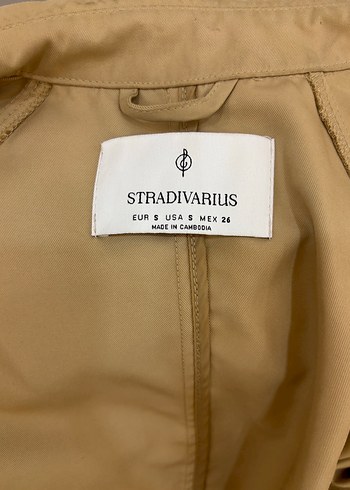 STRADIVARIUS
EUR S USA S MEX 26
MADE IN CAMBODIA